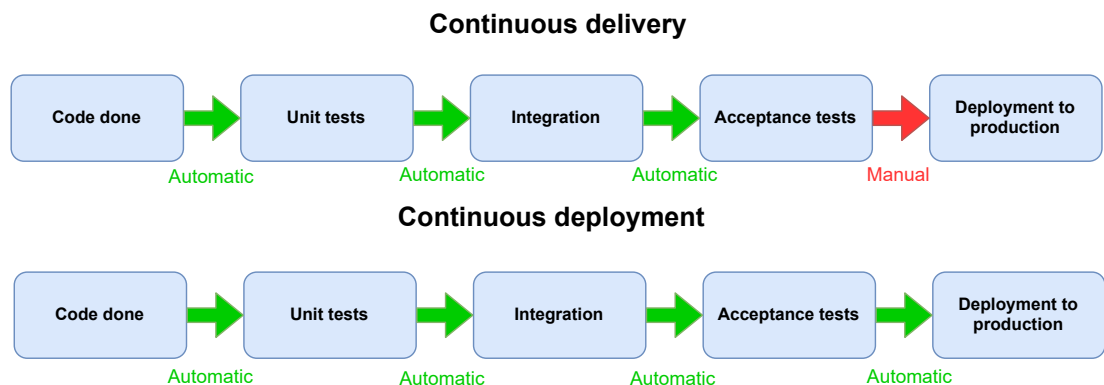 Continuous delivery
Code done
Unit tests
Integration
Acceptance tests
Deployment to
production
Automatic
Automatic
Automatic
Manual
Continuous deployment
Code done
Unit tests
Integration
Acceptance tests
Deployment to
production
Automatic
Automatic
Automatic
Automatic